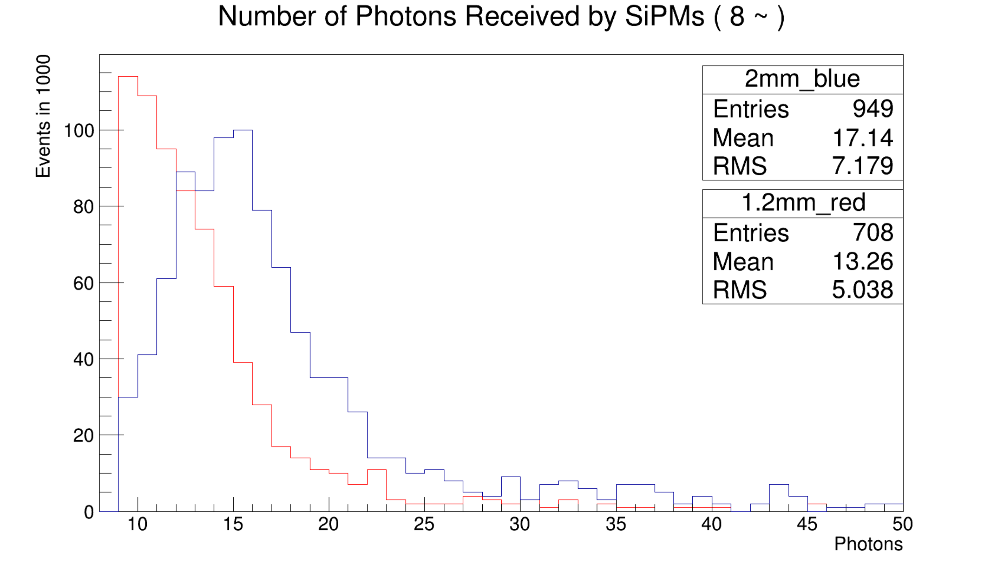 Number of Photons Received by SiPMs ( 8 ~ )
Events in 1000
2mm_blue
Entries 949
Mean 17.14
RMS 7.179
1.2mm_red
Entries 708
Mean 13.26
RMS 5.038
100
80
60
40
20
0
10 15 20 25 30 35 40 45 50
Photons